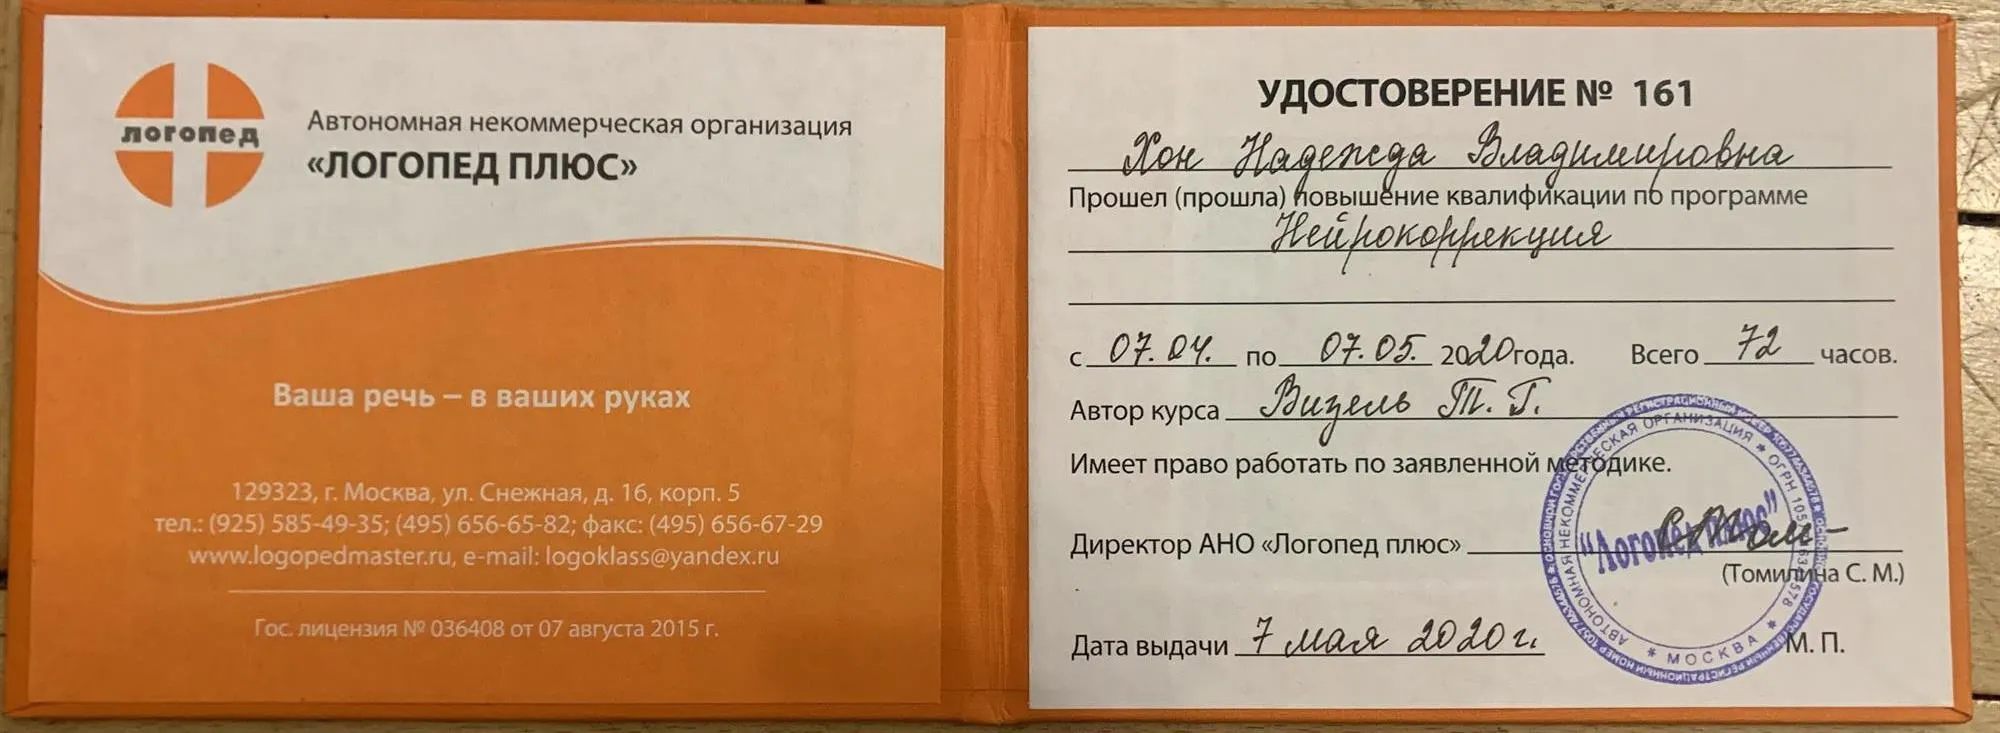 логопед
Автономная некоммерческая организация
«ЛОГОПЕД ПЛЮС»
Ваша речь – в ваших руках
129323, г. Москва, ул. Снежная, д. 16, корп. 5
тел.: (925) 585-49-35; (495) 656-65-82; факс: (495) 656-67-29
www.logopedmaster.ru, e-mail: logoklass@yandex.ru
Гос. лицензия № 036408 от 07 августа 2015 г.
УДОСТОВЕРЕНИЕ № 161
Хон Надежда Владимировна
Прошел (прошла) повышение квалификации по программе
Нейрокоррекция
с 07.04. по 07.05. 2020 года. Всего 72 часов.
Автор курса Визель Т. Г.
Имеет право работать по заявленной методике.
Директор АНО «Логопед плюс»
(Томилина С. М.)
Дата выдачи 7 мая 2020 г.
М. П.
АВТОНОМНАЯ НЕКОММЕРЧЕСКАЯ ОРГАНИЗАЦИЯ
"Логопед плюс"
* МОСКВА *